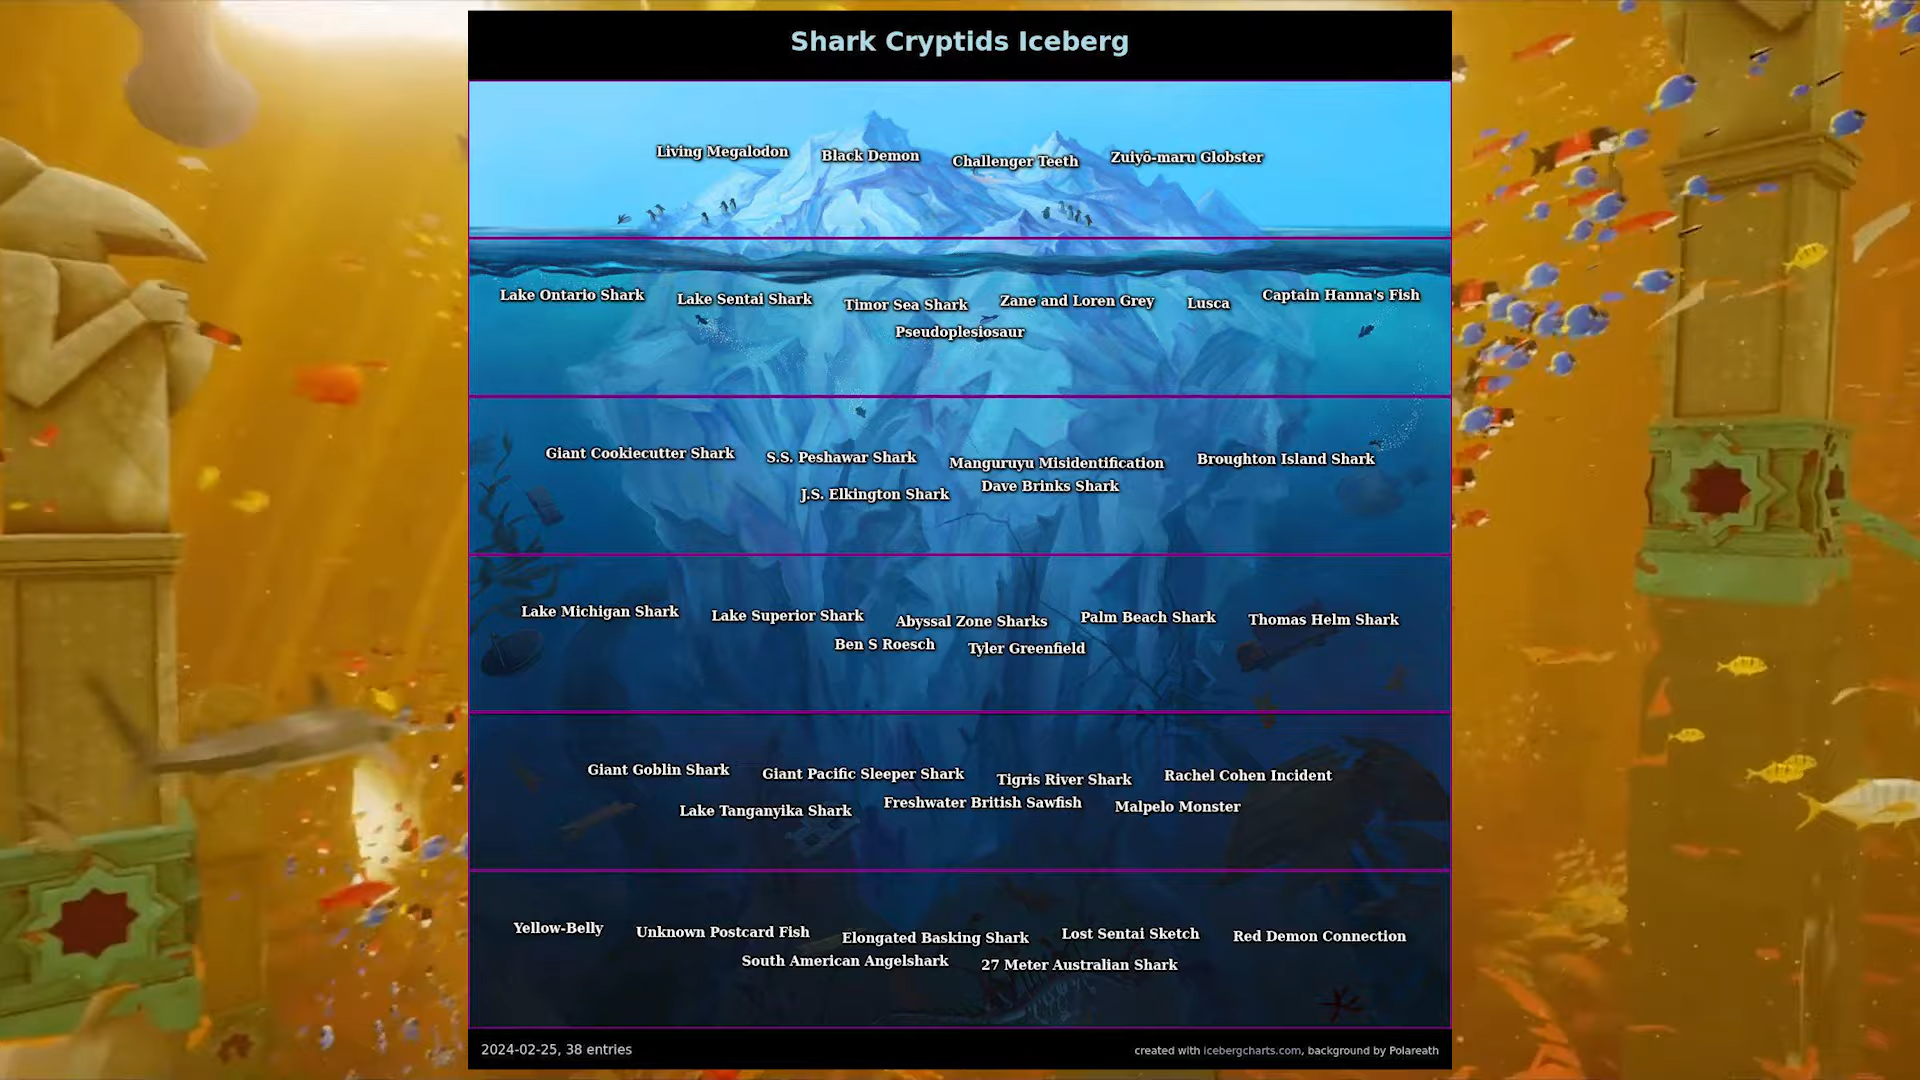 Shark Cryptids Iceberg
Living Megalodon
Black Demon
Challenger Teeth
Zuiyō-maru Globster
Lake Ontario Shark
Lake Sentai Shark
Timor Sea Shark
Zane and Loren Grey
Lusca
Captain Hanna's Fish
Pseudoplesiosaur
Giant Cookiecutter Shark
S.S. Peshawar Shark
Manguruyu Misidentification
Broughton Island Shark
J.S. Elkington Shark
Dave Brinks Shark
Lake Michigan Shark
Lake Superior Shark
Abyssal Zone Sharks
Palm Beach Shark
Thomas Helm Shark
Ben S Roesch
Tyler Greenfield
Giant Goblin Shark
Giant Pacific Sleeper Shark
Tigris River Shark
Rachel Cohen Incident
Lake Tanganyika Shark
Freshwater British Sawfish
Malpelo Monster
Yellow-Belly
Unknown Postcard Fish
Elongated Basking Shark
Lost Sentai Sketch
Red Demon Connection
South American Angelshark
27 Meter Australian Shark
2024-02-25, 38 entries
created with icebergcharts.com, background by Polareath